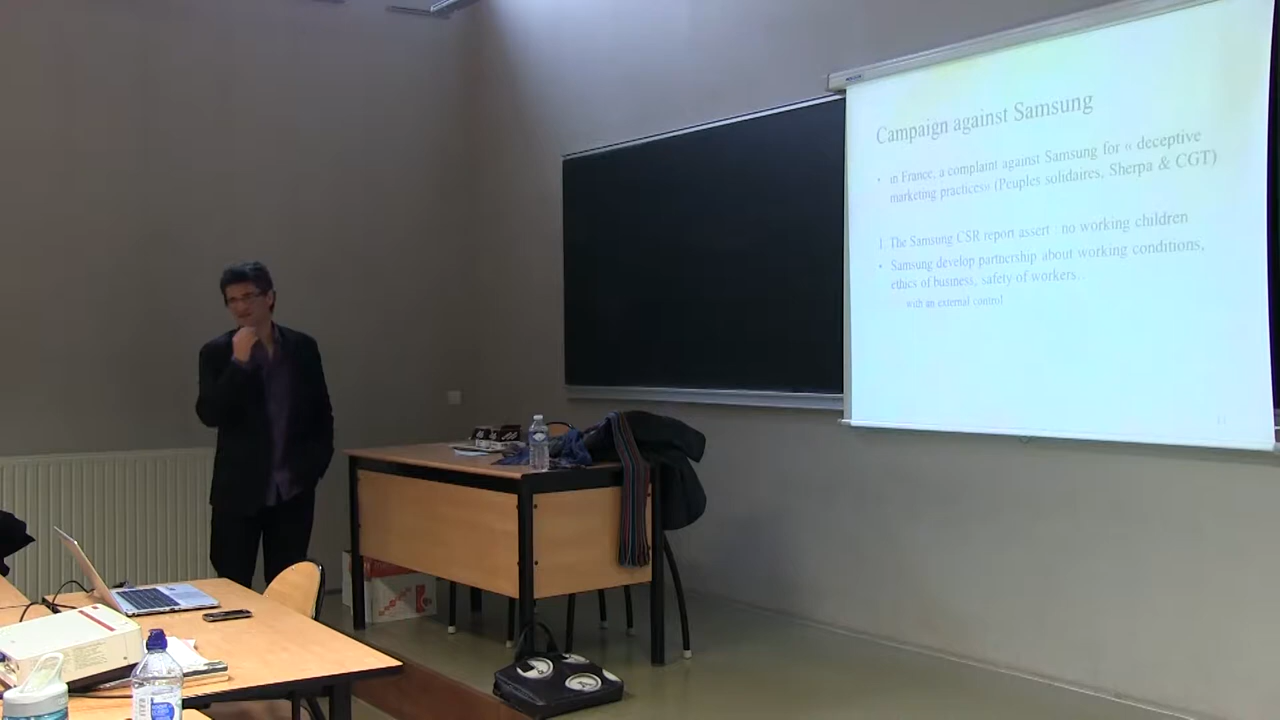 Campaign against Samsung
• in France, a complaint against Samsung for « deceptive
marketing practices» (Peuples solidaires, Sherpa & CGT)
1. The Samsung CSR report assert : no working children
• Samsung develop partnership about working conditions,
ethics of business, safety of workers…
with an external control